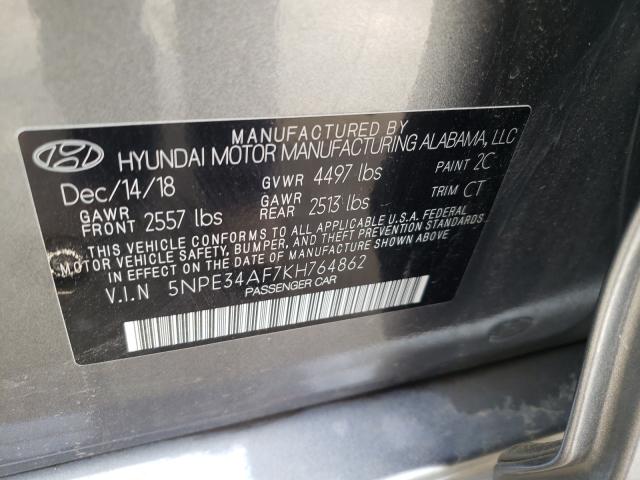 MANUFACTURED BY
HYUNDAI MOTOR MANUFACTURING ALABAMA, LLC
Dec/14/18 GVWR 4497 lbs PAINT 2C
GAWR FRONT 2557 lbs GAWR REAR 2513 lbs TRIM CT
THIS VEHICLE CONFORMS TO ALL APPLICABLE U.S.A. FEDERAL
MOTOR VEHICLE SAFETY, BUMPER, AND THEFT PREVENTION
STANDARDS IN EFFECT ON THE DATE OF MANUFACTURE SHOWN ABOVE.
V.I.N 5NPE34AF7KH764862
PASSENGER CAR